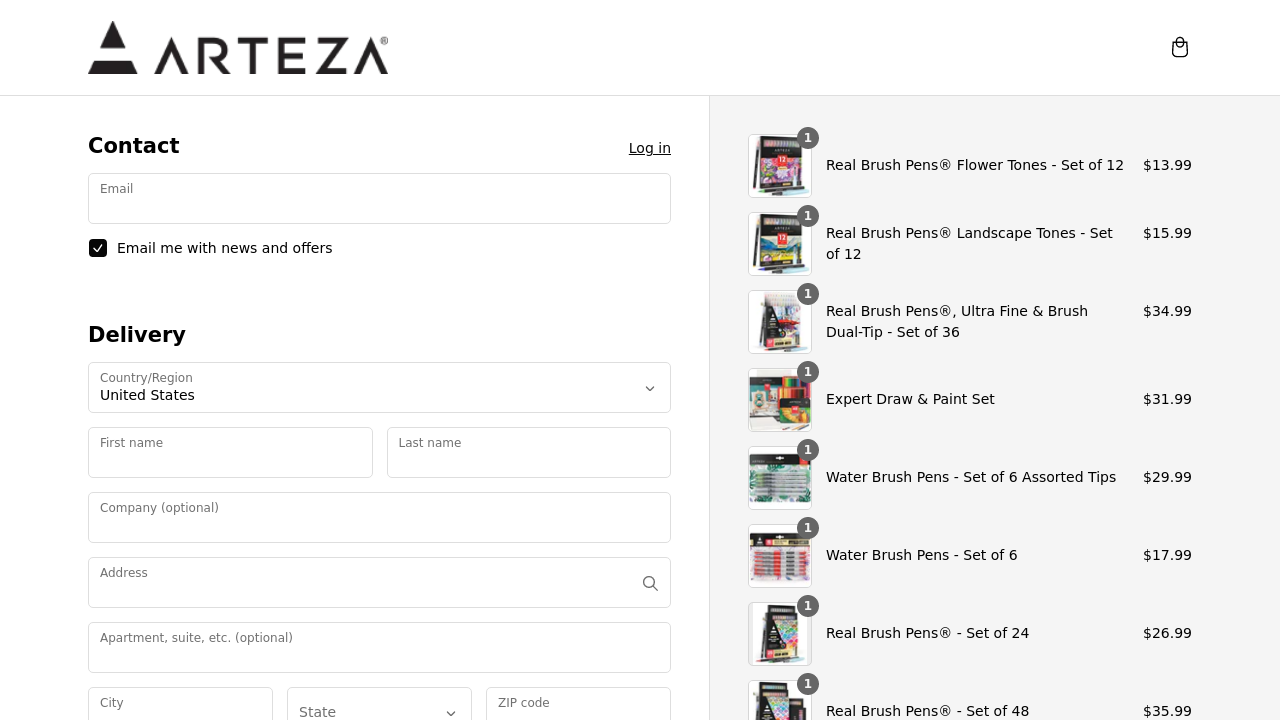 ARTEZA®
Contact
Log in
Email
Email me with news and offers
Delivery
Country/Region
United States
First name
Last name
Company (optional)
Address
Apartment, suite, etc. (optional)
City
State
ZIP code
1
Real Brush Pens® Flower Tones - Set of 12
$13.99
1
Real Brush Pens® Landscape Tones - Set
of 12
$15.99
1
Real Brush Pens®, Ultra Fine & Brush
Dual-Tip - Set of 36
$34.99
1
Expert Draw & Paint Set
$31.99
1
Water Brush Pens - Set of 6 Assorted Tips
$29.98
1
Water Brush Pens - Set of 6
$17.99
1
Real Brush Pens® - Set of 24
$26.99
1
Real Brush Pens® - Set of 48
$35.99